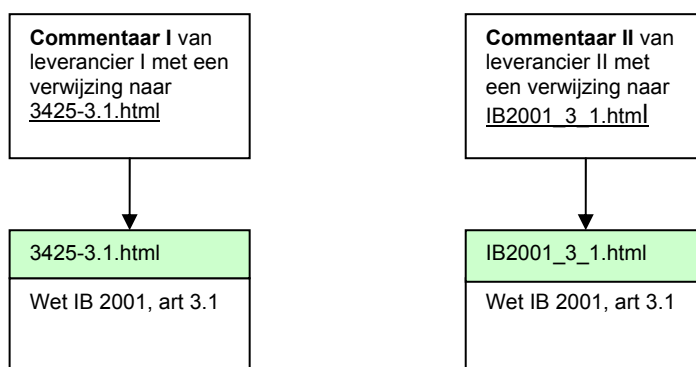 Commentaar I van
leverancier I met een
verwijzing naar
3425-3.1.html
Commentaar II van
leverancier II met
een verwijzing naar
IB2001_3_1.html
3425-3.1.html
Wet IB 2001, art 3.1
IB2001_3_1.html
Wet IB 2001, art 3.1